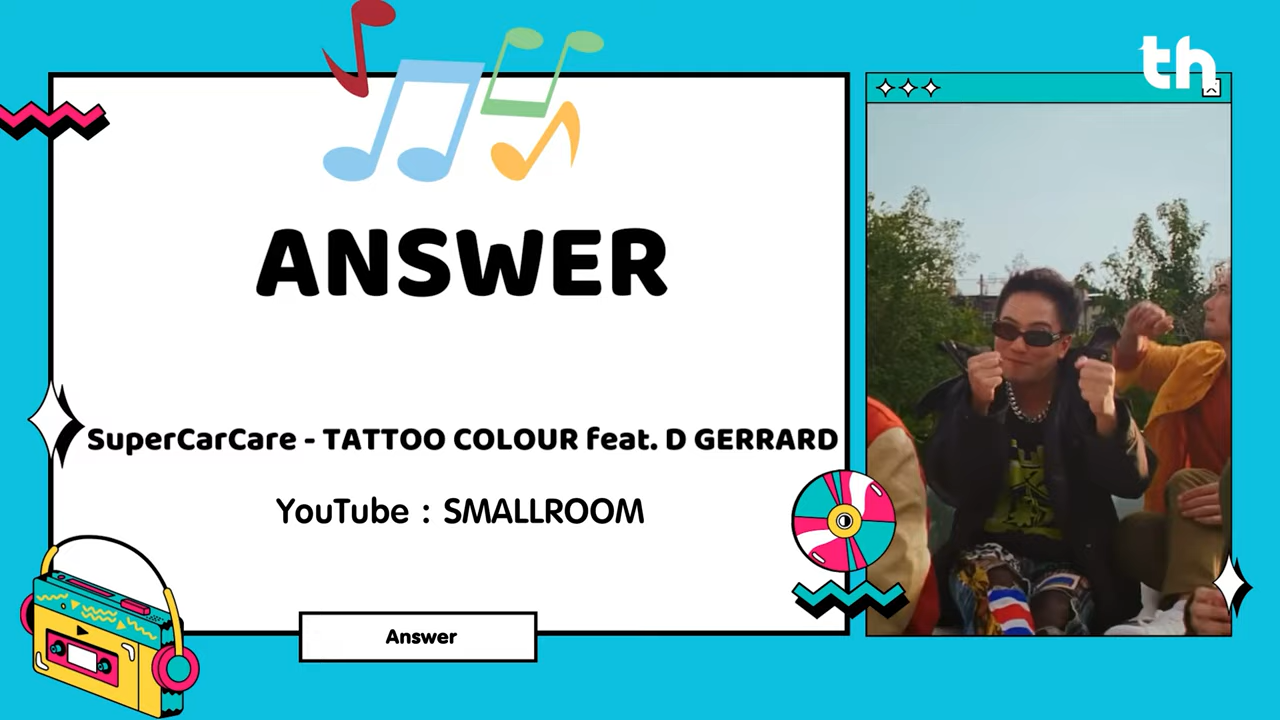 th
ANSWER
SuperCarCare - TATTOO COLOUR feat. D GERRARD
YouTube : SMALLROOM
Answer